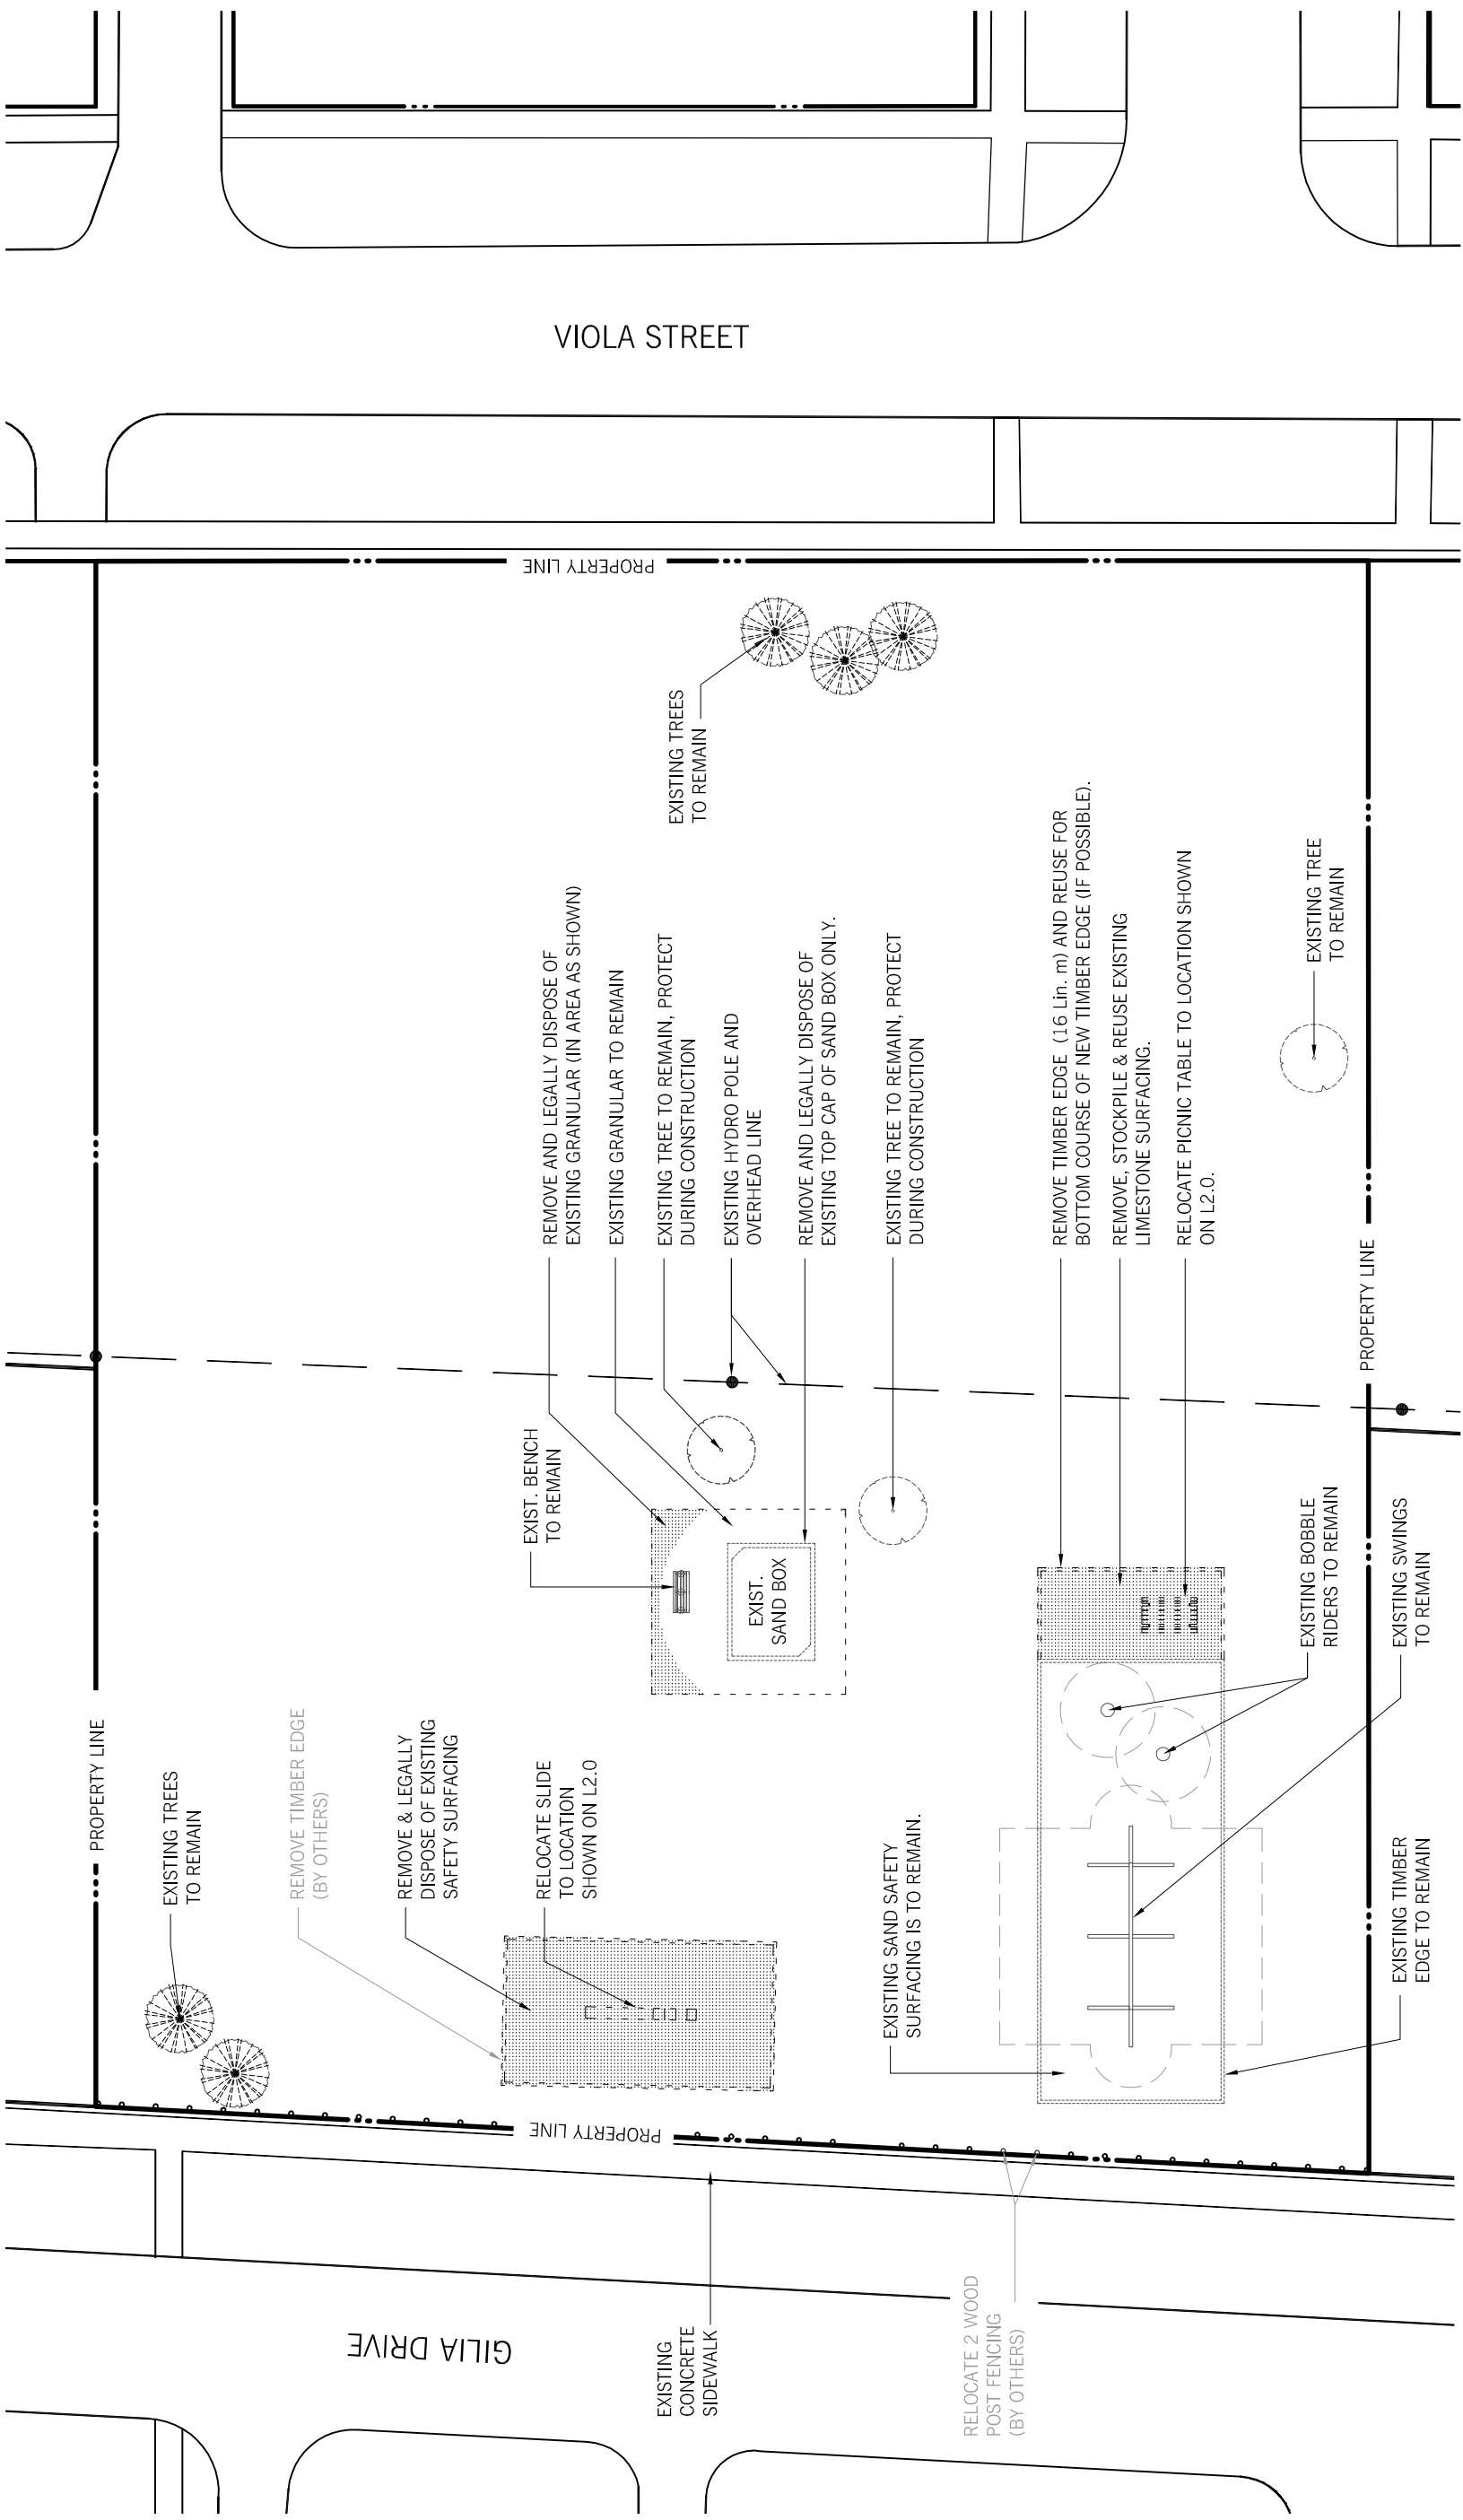 VIOLA STREET
PROPERTY LINE
EXISTING TREES
TO REMAIN
REMOVE AND LEGALLY DISPOSE OF
EXISTING GRANULAR (IN AREA AS SHOWN)
EXISTING GRANULAR TO REMAIN
EXISTING TREE TO REMAIN, PROTECT
DURING CONSTRUCTION
EXISTING HYDRO POLE AND
OVERHEAD LINE
REMOVE AND LEGALLY DISPOSE OF
EXISTING TOP CAP OF SAND BOX ONLY.
EXISTING TREE TO REMAIN, PROTECT
DURING CONSTRUCTION
REMOVE TIMBER EDGE (16 Lin. m) AND REUSE FOR
BOTTOM COURSE OF NEW TIMBER EDGE (IF POSSIBLE).
REMOVE, STOCKPILE & REUSE EXISTING
LIMESTONE SURFACING.
RELOCATE PICNIC TABLE TO LOCATION SHOWN
ON L2.0.
EXISTING TREE
TO REMAIN
PROPERTY LINE
EXIST. BENCH
TO REMAIN
EXIST.
SAND BOX
EXISTING BOBBLE
RIDERS TO REMAIN
EXISTING SWINGS
TO REMAIN
PROPERTY LINE
EXISTING TREES
TO REMAIN
REMOVE TIMBER EDGE
(BY OTHERS)
REMOVE & LEGALLY
DISPOSE OF EXISTING
SAFETY SURFACING
RELOCATE SLIDE
TO LOCATION
SHOWN ON L2.0
EXISTING SAND SAFETY
SURFACING IS TO REMAIN.
EXISTING TIMBER
EDGE TO REMAIN
PROPERTY LINE
GILIA DRIVE
EXISTING
CONCRETE
SIDEWALK
RELOCATE 2 WOOD
POST FENCING
(BY OTHERS)